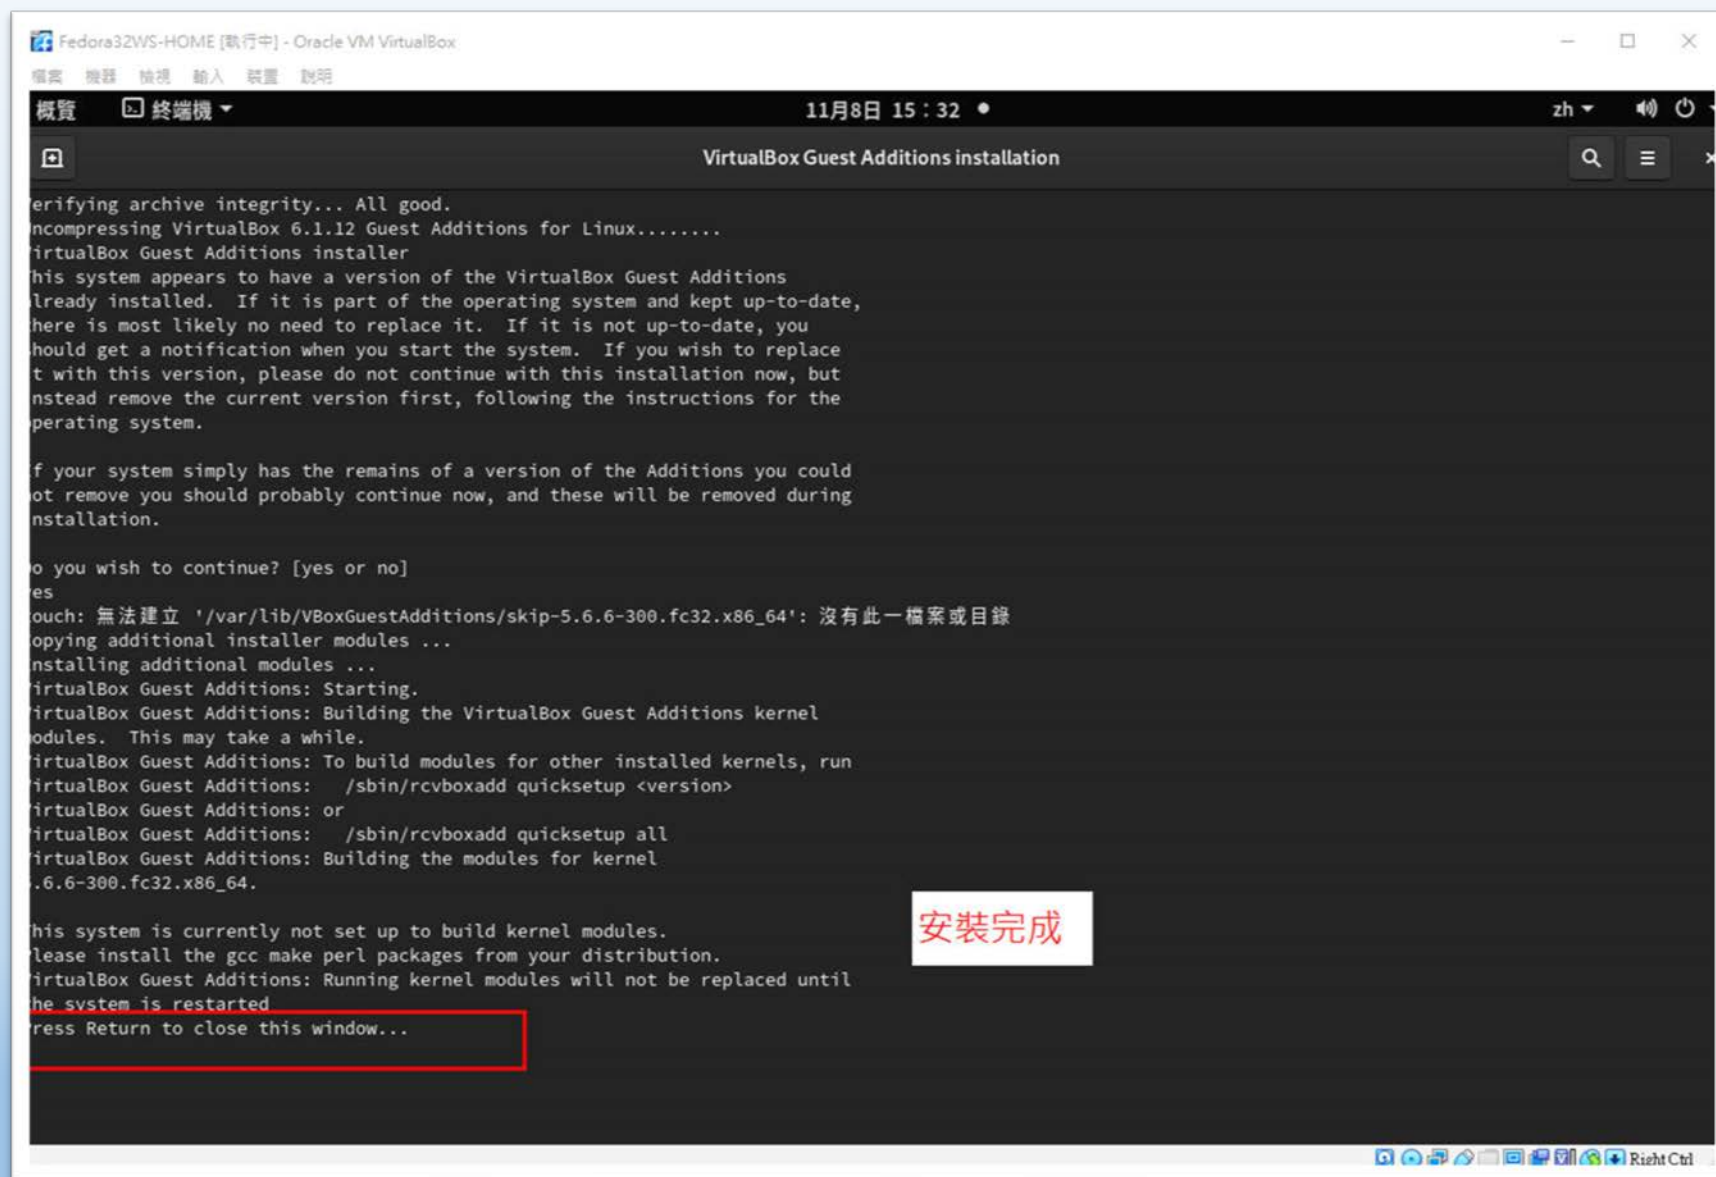 Fedora32WS-HOME [執行中] - Oracle VM VirtualBox
檔案 機器 檢視 輸入 裝置 說明
概覽 終端機 11月8日 15：32 zh
VirtualBox Guest Additions installation
erifying archive integrity... All good.
ncompressing VirtualBox 6.1.12 Guest Additions for Linux........
irtualBox Guest Additions installer
his system appears to have a version of the VirtualBox Guest Additions
lready installed.  If it is part of the operating system and kept up-to-date,
here is most likely no need to replace it.  If it is not up-to-date, you
hould get a notification when you start the system.  If you wish to replace
t with this version, please do not continue with this installation now, but
nstead remove the current version first, following the instructions for the
perating system.
f your system simply has the remains of a version of the Additions you could
ot remove you should probably continue now, and these will be removed during
nstallation.
o you wish to continue? [yes or no]
es
ouch: 無法建立 '/var/lib/VBoxGuestAdditions/skip-5.6.6-300.fc32.x86_64': 沒有此一檔案或目錄
opying additional installer modules ...
nstalling additional modules ...
irtualBox Guest Additions: Starting.
irtualBox Guest Additions: Building the VirtualBox Guest Additions kernel
odules.  This may take a while.
irtualBox Guest Additions: To build modules for other installed kernels, run
irtualBox Guest Additions:   /sbin/rcvboxadd quicksetup <version>
irtualBox Guest Additions: or
irtualBox Guest Additions:   /sbin/rcvboxadd quicksetup all
irtualBox Guest Additions: Building the modules for kernel
.6.6-300.fc32.x86_64.
his system is currently not set up to build kernel modules.
lease install the gcc make perl packages from your distribution.
irtualBox Guest Additions: Running kernel modules will not be replaced until
he system is restarted
ress Return to close this window...
安裝完成
Right Ctrl